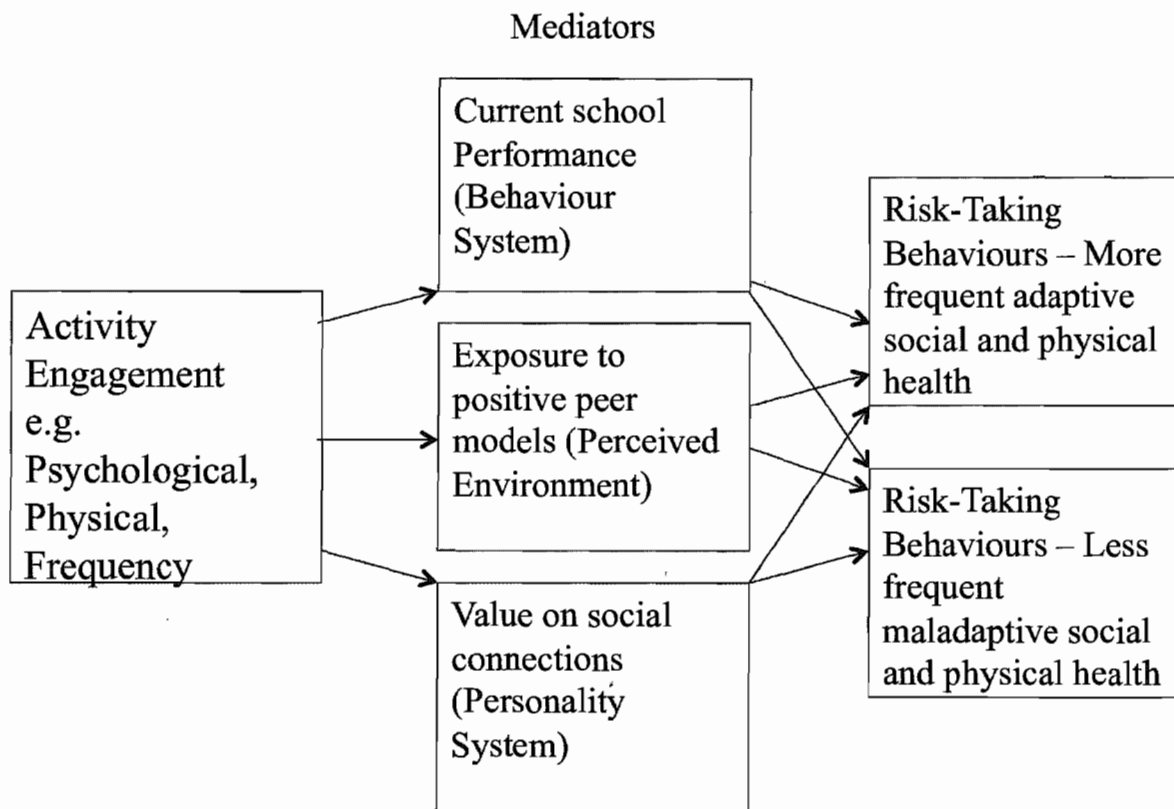 Mediators
Current school
Performance
(Behaviour
System)
Risk-Taking
Behaviours – More
frequent adaptive
social and physical
health
Activity
Engagement
e.g.
Psychological,
Physical,
Frequency
Exposure to
positive peer
models (Perceived
Environment)
Risk-Taking
Behaviours – Less
frequent
maladaptive social
and physical health
Value on social
connections
(Personality
System)